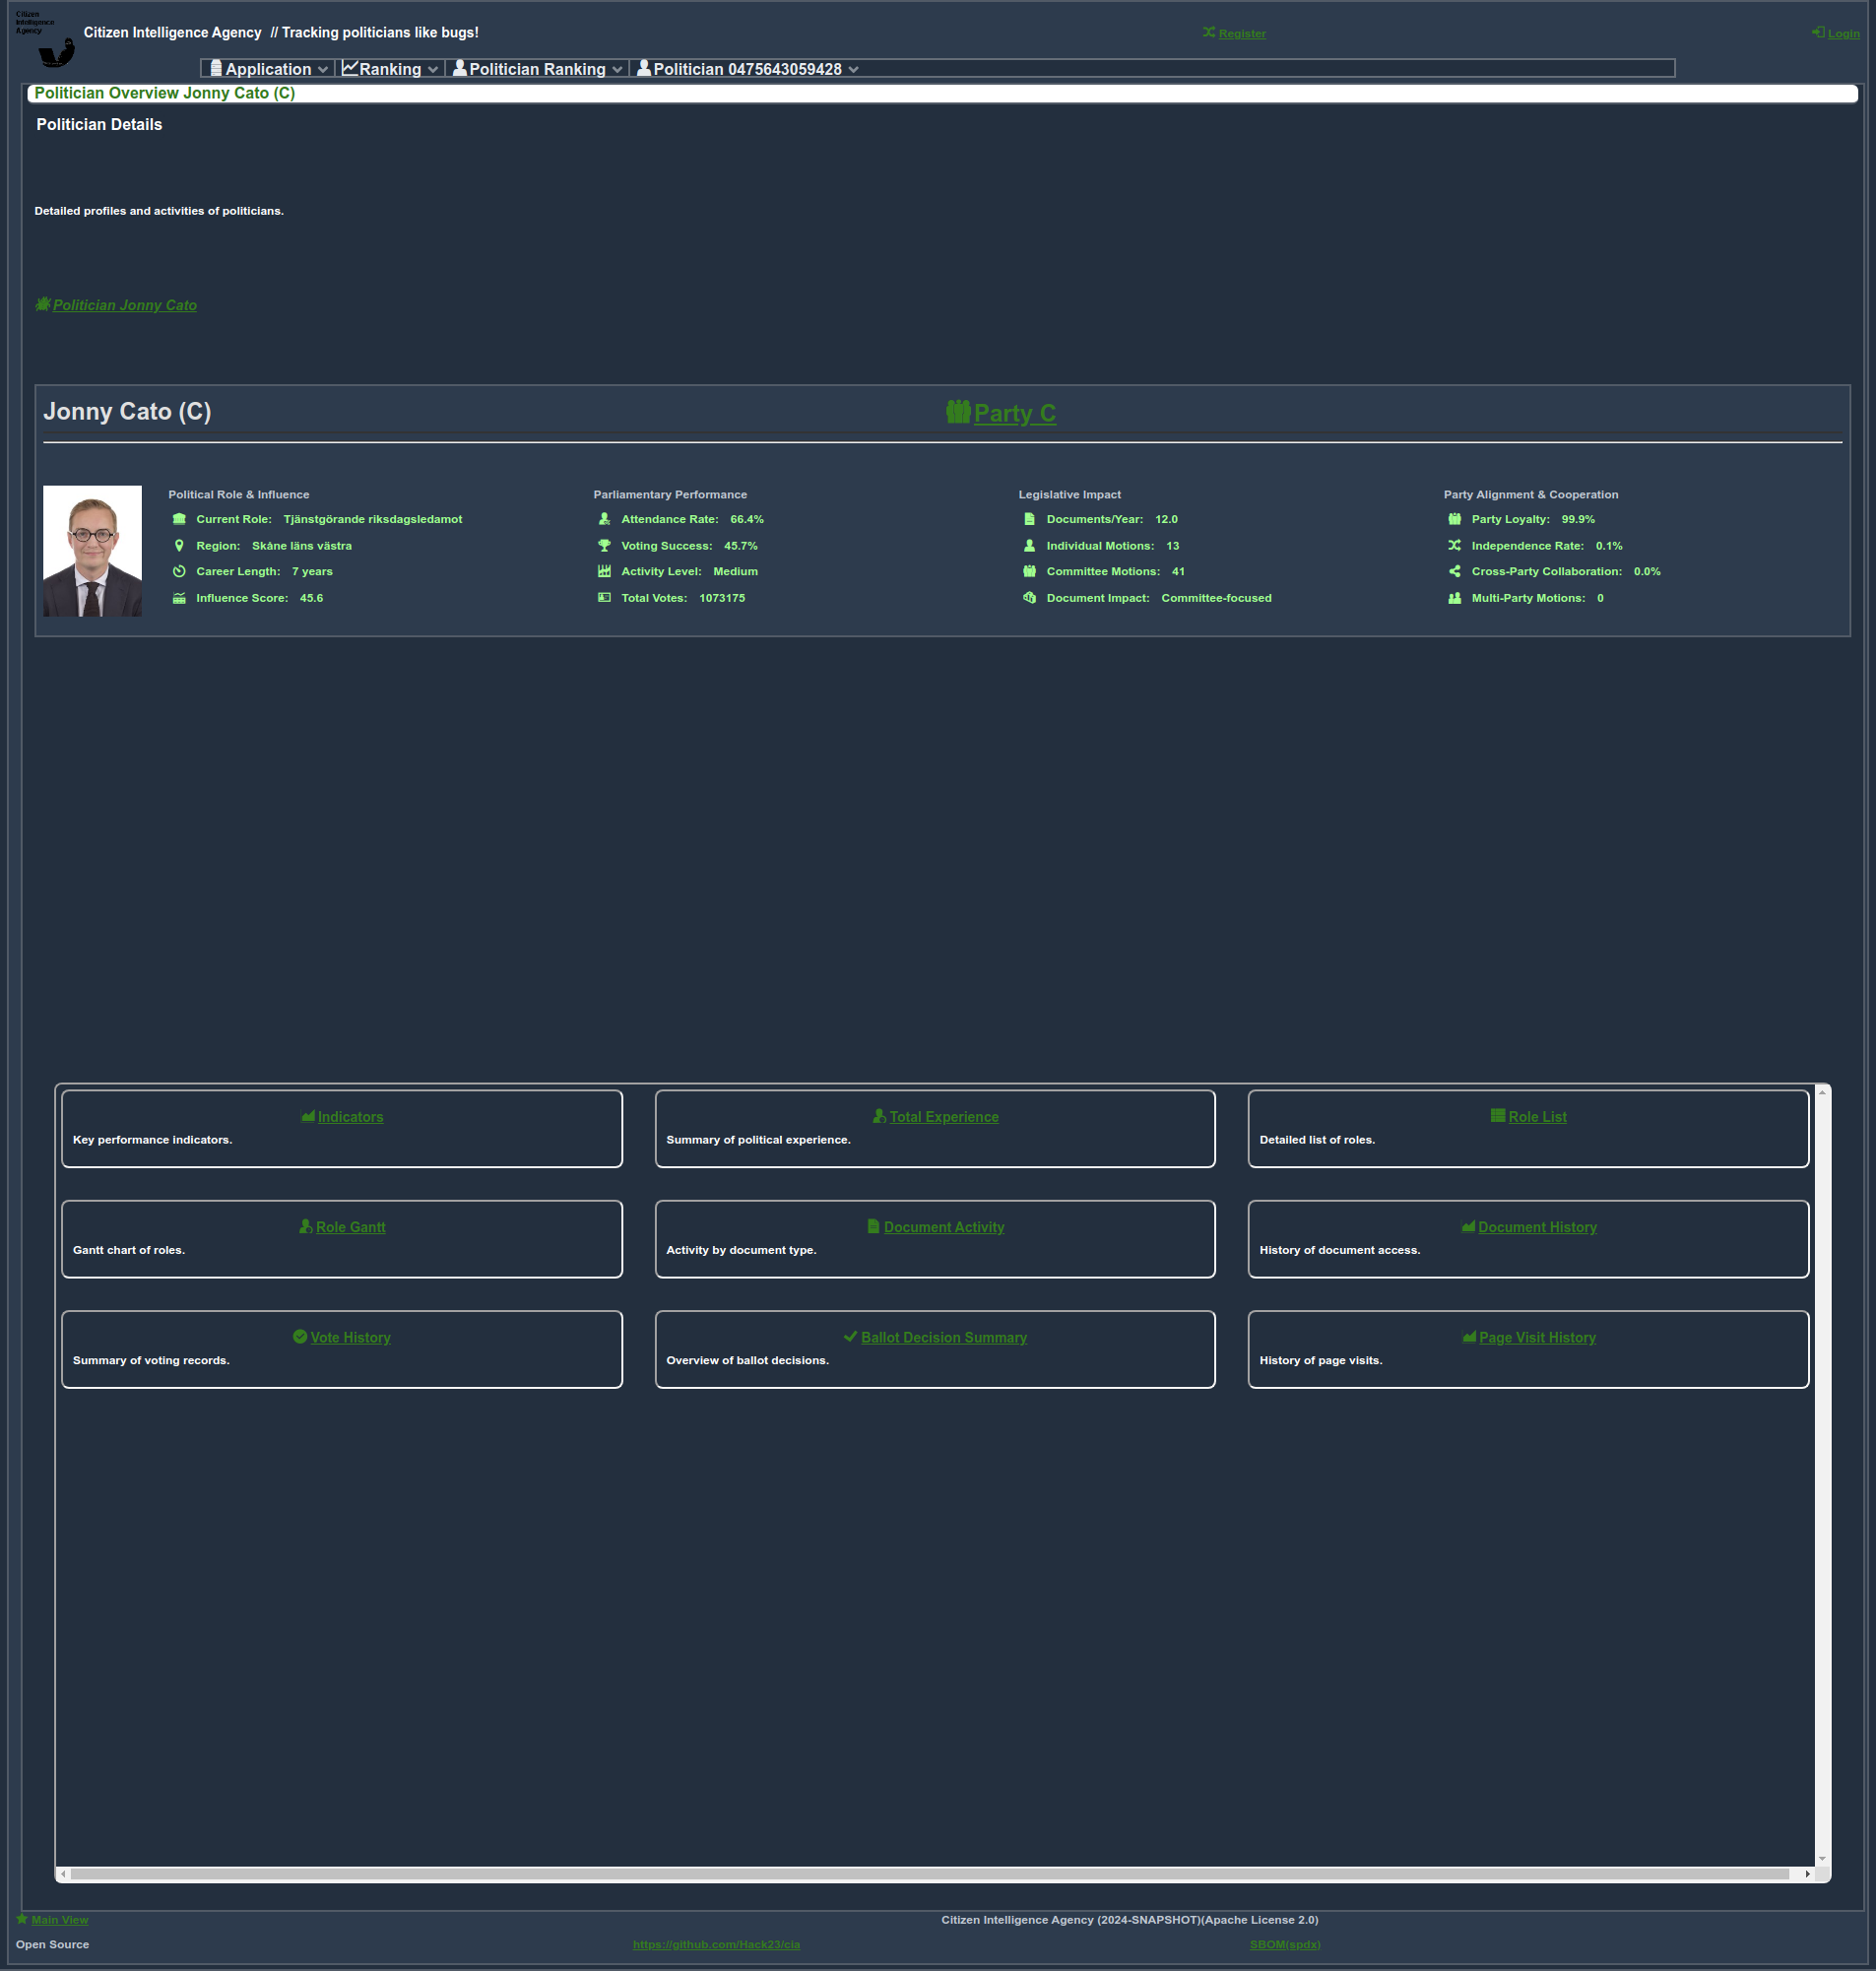 Citizen
Intelligence
Agency
Citizen Intelligence Agency // Tracking politicians like bugs!
Register
Login
Application
Ranking
Politician Ranking
Politician 0475643059428
Politician Overview Jonny Cato (C)
Politician Details
Detailed profiles and activities of politicians.
Politician Jonny Cato
Jonny Cato (C)
Party C
Political Role & Influence
Current Role: Tjänstgörande riksdagsledamot
Region: Skåne läns västra
Career Length: 7 years
Influence Score: 45.6
Parliamentary Performance
Attendance Rate: 66.4%
Voting Success: 45.7%
Activity Level: Medium
Total Votes: 1073175
Legislative Impact
Documents/Year: 12.0
Individual Motions: 13
Committee Motions: 41
Document Impact: Committee-focused
Party Alignment & Cooperation
Party Loyalty: 99.9%
Independence Rate: 0.1%
Cross-Party Collaboration: 0.0%
Multi-Party Motions: 0
Indicators
Key performance indicators.
Total Experience
Summary of political experience.
Role List
Detailed list of roles.
Role Gantt
Gantt chart of roles.
Document Activity
Activity by document type.
Document History
History of document access.
Vote History
Summary of voting records.
Ballot Decision Summary
Overview of ballot decisions.
Page Visit History
History of page visits.
Main View
Citizen Intelligence Agency (2024-SNAPSHOT)(Apache License 2.0)
Open Source
https://github.com/Hack23/cia
SBOM(spdx)